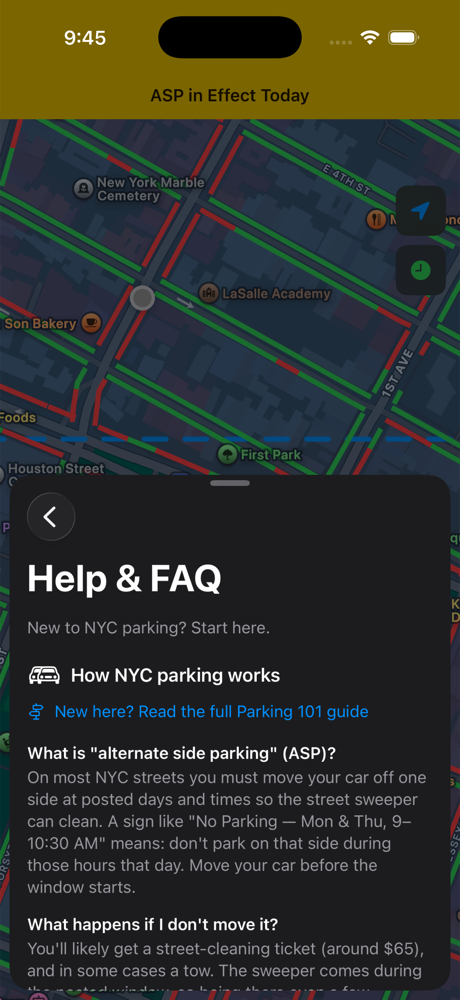 9:45
ASP in Effect Today
E 4TH ST
New York Marble
Cemetery
LaSalle Academy
Son Bakery
1ST AVE
Foods
First Park
Houston Street
Help & FAQ
New to NYC parking? Start here.
How NYC parking works
New here? Read the full Parking 101 guide
What is "alternate side parking" (ASP)?
On most NYC streets you must move your car off one
side at posted days and times so the street sweeper
can clean. A sign like "No Parking — Mon & Thu, 9–
10:30 AM" means: don't park on that side during
those hours that day. Move your car before the
window starts.
What happens if I don't move it?
You'll likely get a street-cleaning ticket (around $65),
and in some cases a tow. The sweeper comes during